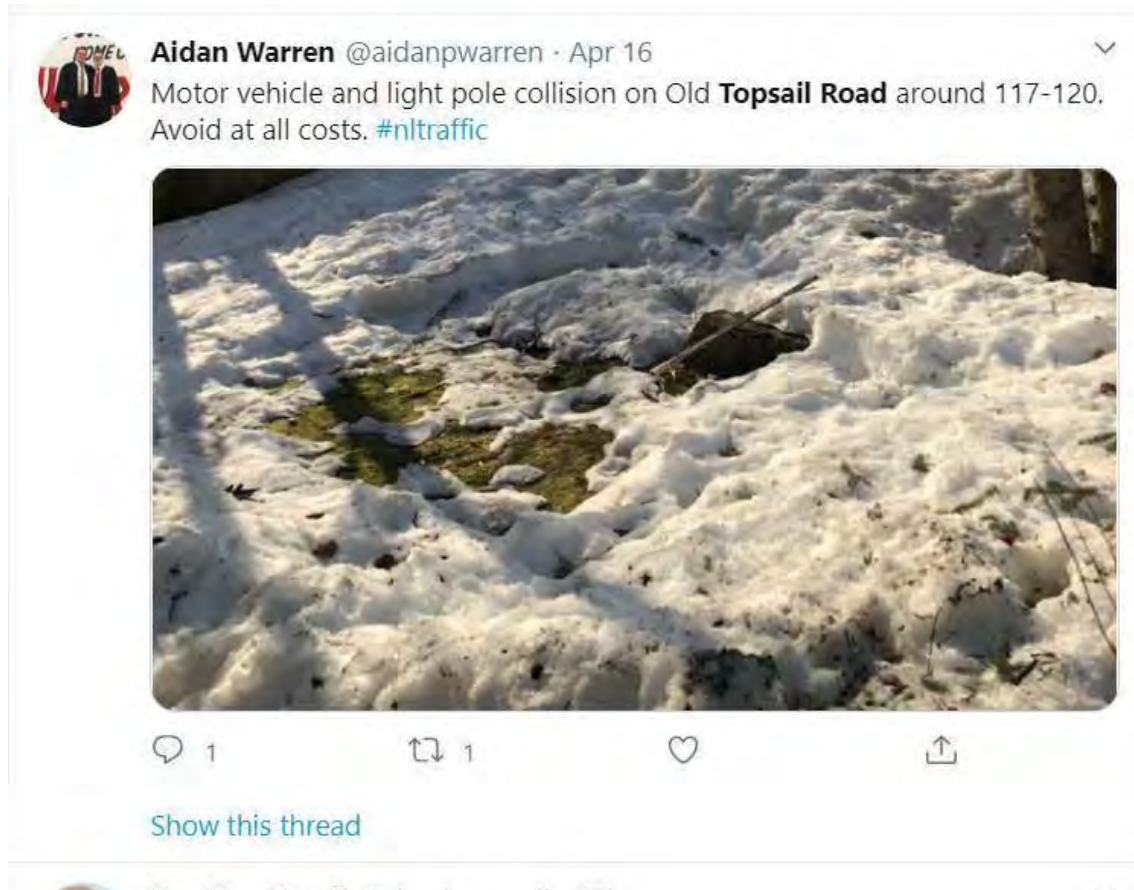 Aidan Warren @aidanpwarren · Apr 16
Motor vehicle and light pole collision on Old Topsail Road around 117-120.
Avoid at all costs. #nltraffic
1 1
Show this thread